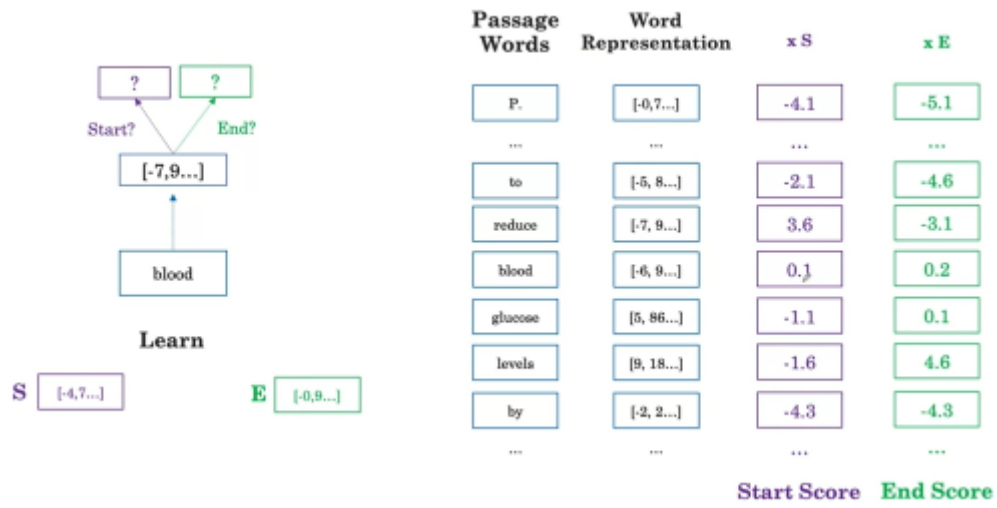 ? ?
Start? End?
[-7,9...]
blood
Learn
S [-4,7...] E [-0,9...]
Passage Words Word Representation x S x E
P. [-0,7...] -4.1 -5.1
... ... ... ...
to [-5, 8...] -2.1 -4.6
reduce [-7, 9...] 3.6 -3.1
blood [-6, 9...] 0.1 0.2
glucose [5, 86...] -1.1 0.1
levels [9, 18...] -1.6 4.6
by [-2, 2...] -4.3 -4.3
... ... ... ...
Start Score End Score